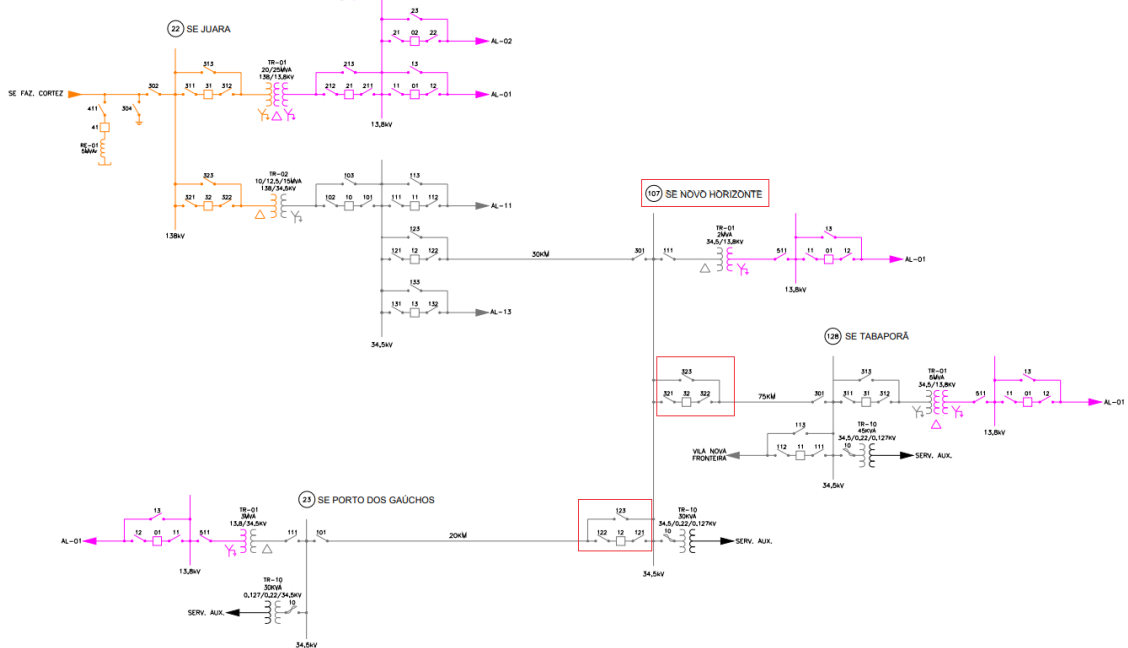 23
22 SE JUARA
21 02 22
AL-02
313
TR-01
20/25MVA
138/13,8KV
213
13
SE FAZ. CORTEZ
302
311 31 312
212 21 211
11 01 12
AL-01
411
304
41
13,8kV
RE-01
5MVAr
323
TR-02
10/12,5/15MVA
138/34,5KV
103
113
107 SE NOVO HORIZONTE
321 32 322
102 10 101
111 11 112
AL-11
138kV
123
TR-01
2MVA
34,5/13,8KV
13
121 12 122
30KM
301
111
511
11 01 12
AL-01
133
13,8kV
131 13 132
AL-13
34,5kV
128 SE TABAPORÃ
323
313
TR-01
5MVA
34,5/13,8KV
13
321 32 322
75KM
301
311 31 312
511
11 01 12
AL-01
113
TR-10
45KVA
34,5/0,22/0,127KV
13,8kV
VILA NOVA
FRONTEIRA
112 11 111
10
SERV. AUX.
34,5kV
23 SE PORTO DOS GAÚCHOS
13
TR-01
3MVA
13,8/34,5KV
123
TR-10
30KVA
34,5/0,22/0,127KV
AL-01
12 01 11
511
111
101
20KM
122 12 121
10
SERV. AUX.
13,8kV
34,5kV
TR-10
30KVA
0,127/0,22/34,5KV
SERV. AUX.
10
34,5kV